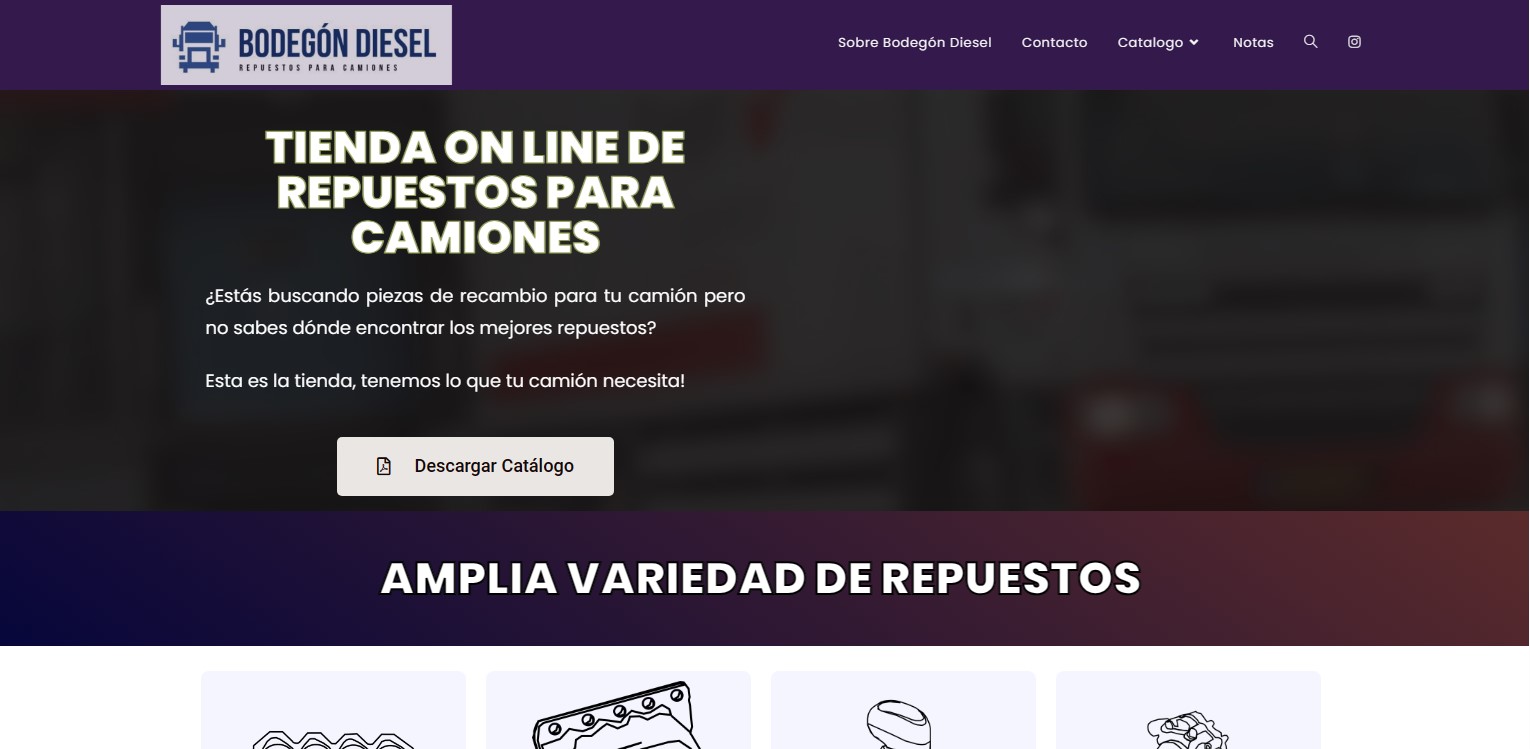 BODEGÓN DIESEL
REPUESTOS PARA CAMIONES
Sobre Bodegón Diesel Contacto Catalogo Notas
TIENDA ON LINE DE
REPUESTOS PARA
CAMIONES
¿Estás buscando piezas de recambio para tu camión pero
no sabes dónde encontrar los mejores repuestos?
Esta es la tienda, tenemos lo que tu camión necesita!
Descargar Catálogo
AMPLIA VARIEDAD DE REPUESTOS